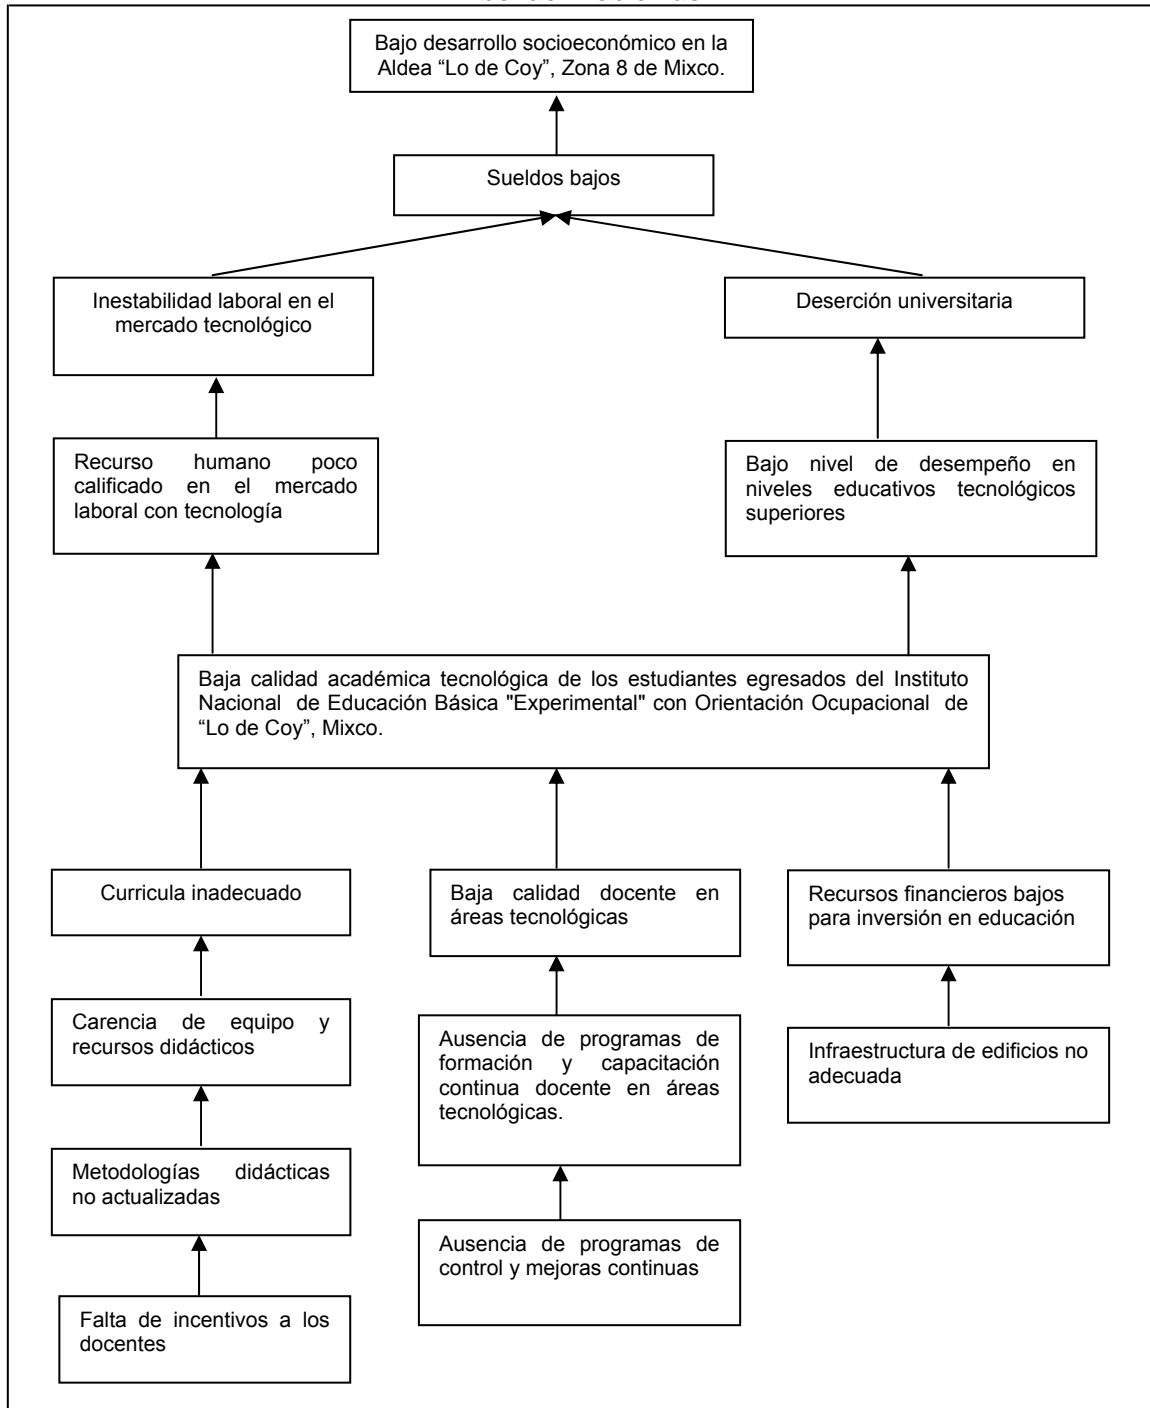 Bajo desarrollo socioeconómico en la
Aldea “Lo de Coy”, Zona 8 de Mixco.
Sueldos bajos
Inestabilidad laboral en el
mercado tecnológico
Deserción universitaria
Recurso humano poco
calificado en el mercado
laboral con tecnología
Bajo nivel de desempeño en
niveles educativos tecnológicos
superiores
Baja calidad académica tecnológica de los estudiantes egresados del Instituto
Nacional de Educación Básica "Experimental" con Orientación Ocupacional de
“Lo de Coy”, Mixco.
Curricula inadecuado
Baja calidad docente en
áreas tecnológicas
Recursos financieros bajos
para inversión en educación
Carencia de equipo y
recursos didácticos
Ausencia de programas de
formación y capacitación
continua docente en áreas
tecnológicas.
Infraestructura de edificios no
adecuada
Metodologías didácticas
no actualizadas
Ausencia de programas de
control y mejoras continuas
Falta de incentivos a los
docentes